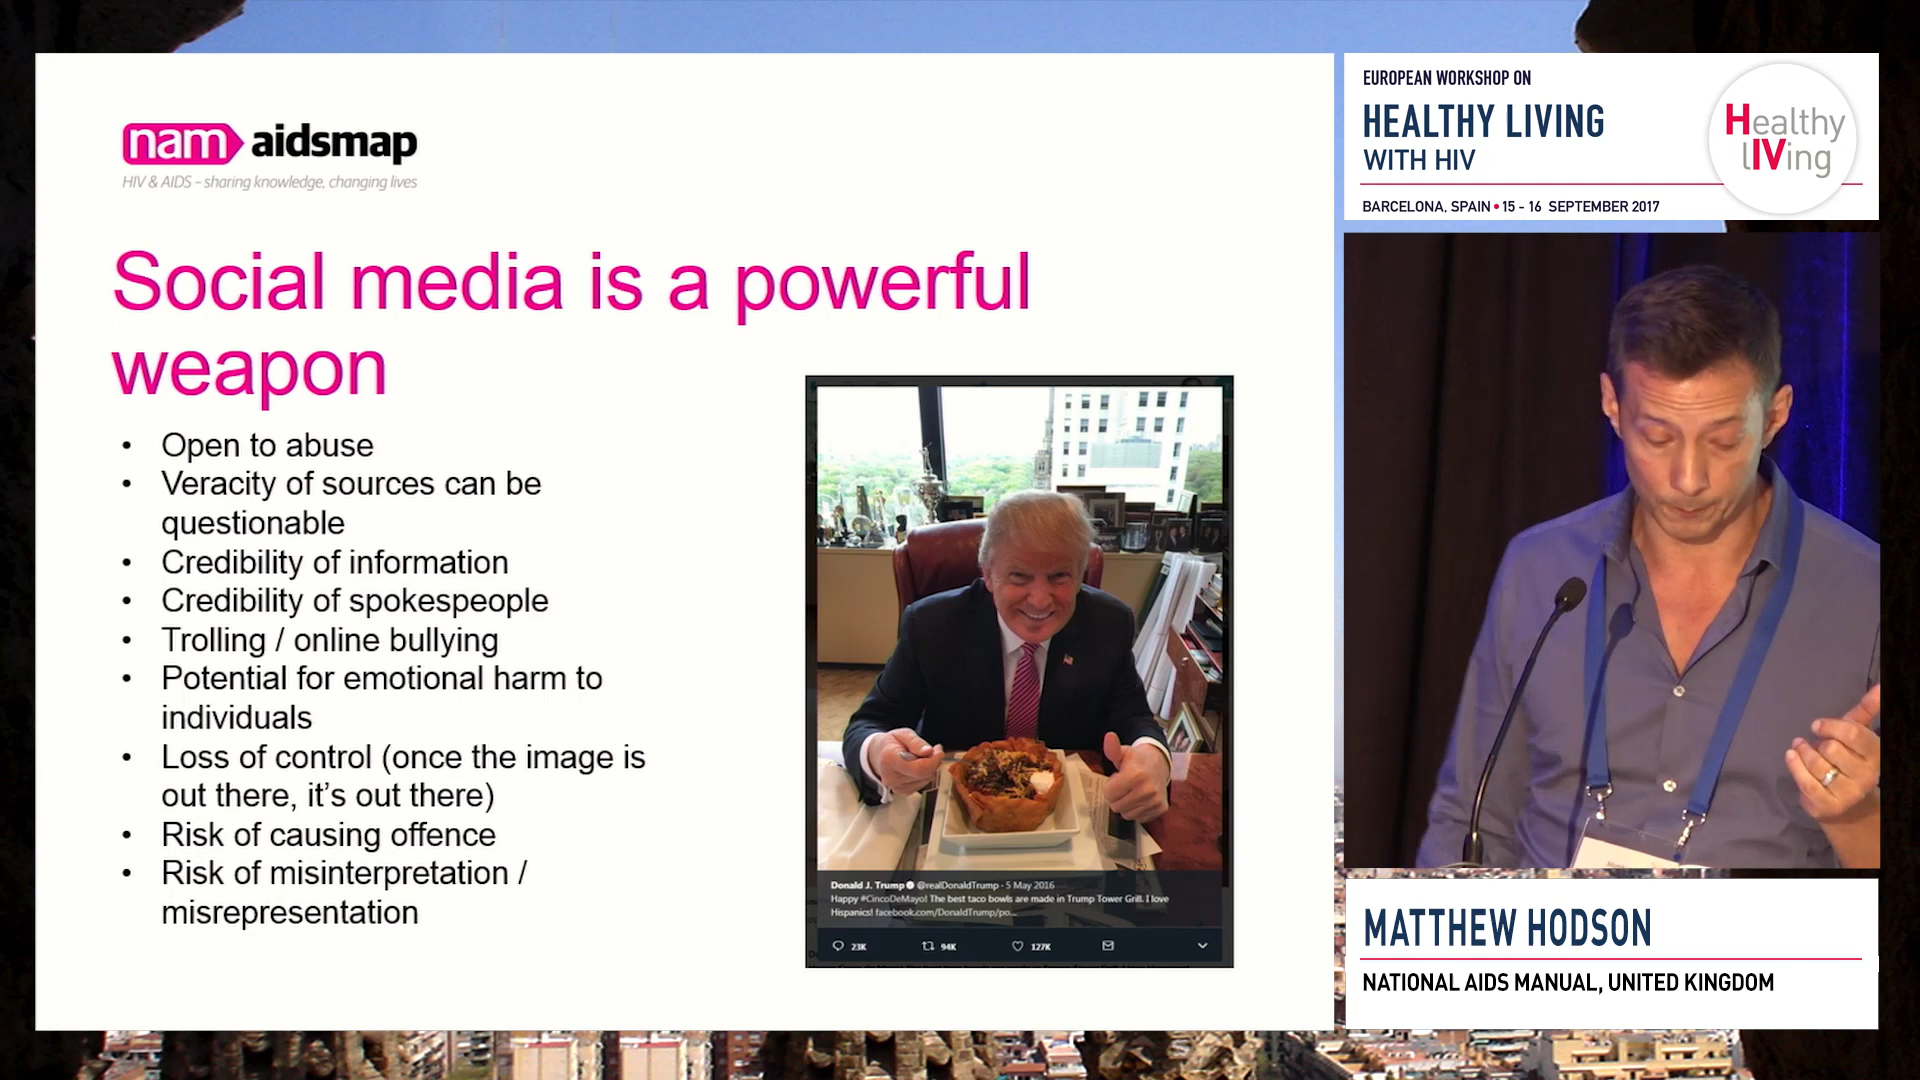 nam aidsmap
HIV & AIDS – sharing knowledge, changing lives
Social media is a powerful
weapon
• Open to abuse
• Veracity of sources can be
questionable
• Credibility of information
• Credibility of spokespeople
• Trolling / online bullying
• Potential for emotional harm to
individuals
• Loss of control (once the image is
out there, it's out there)
• Risk of causing offence
• Risk of misinterpretation /
misrepresentation
Donald J. Trump @realDonaldTrump · 5 May 2016
Happy #CincoDeMayo! The best taco bowls are made in Trump Tower Grill. I love
Hispanics! facebook.com/DonaldTrump/po...
23K 94K 127K
EUROPEAN WORKSHOP ON
HEALTHY LIVING
WITH HIV
BARCELONA, SPAIN • 15 - 16 SEPTEMBER 2017
Healthy
lIVing
MATTHEW HODSON
NATIONAL AIDS MANUAL, UNITED KINGDOM